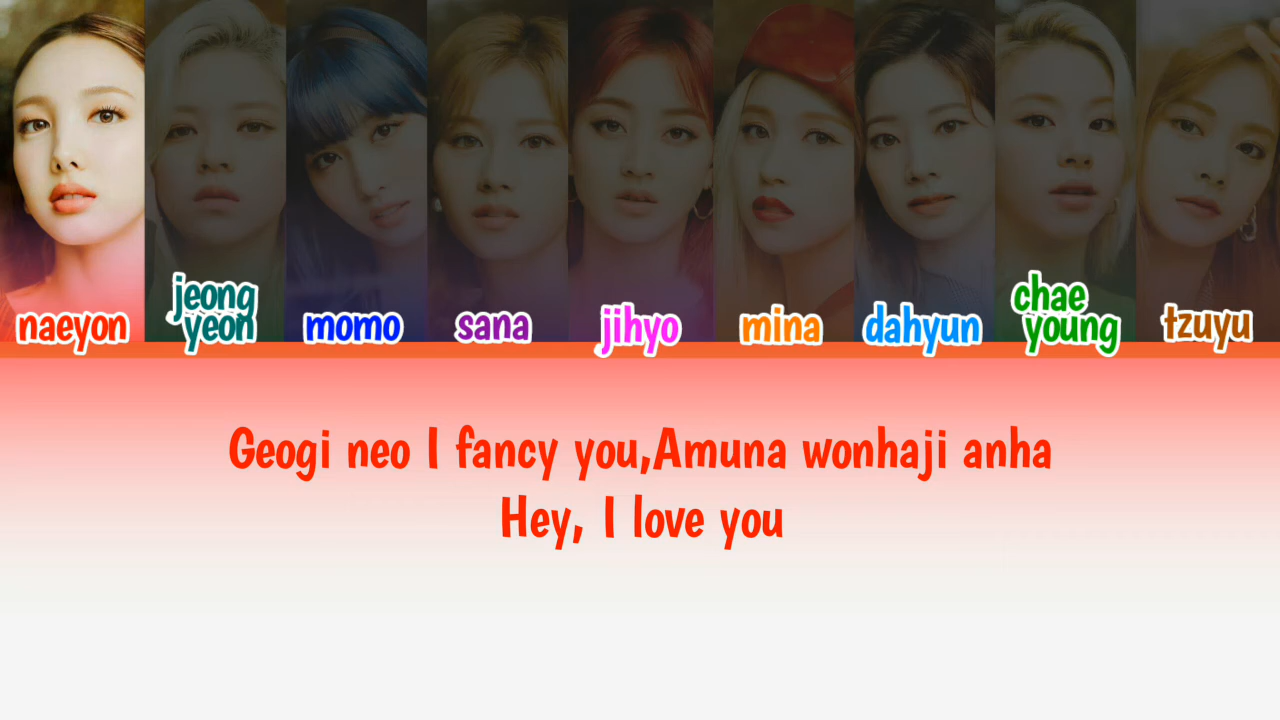 naeyon
jeong
yeon
momo
sana
jihyo
mina
dahyun
chae
young
tzuyu
Geogi neo I fancy you,Amuna wonhaji anha
Hey, I love you